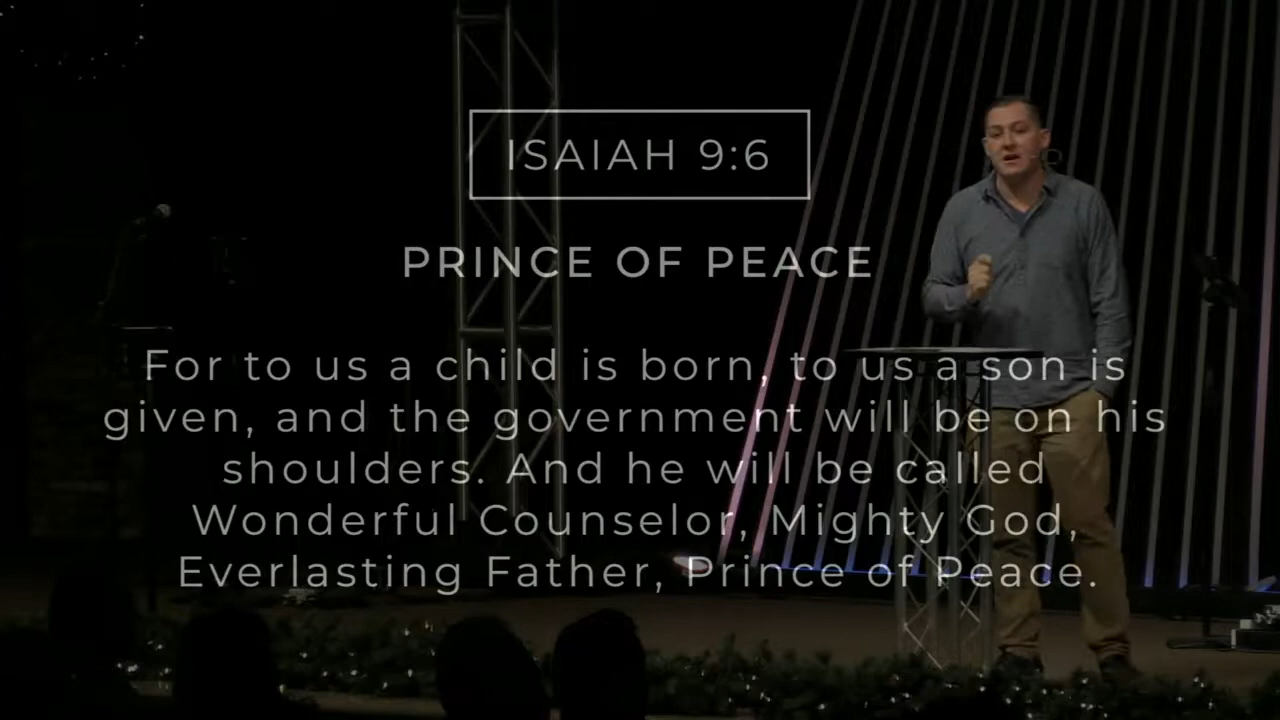 ISAIAH 9:6
PRINCE OF PEACE
For to us a child is born, to us a son is
given, and the government will be on his
shoulders. And he will be called
Wonderful Counselor, Mighty God,
Everlasting Father, Prince of Peace.